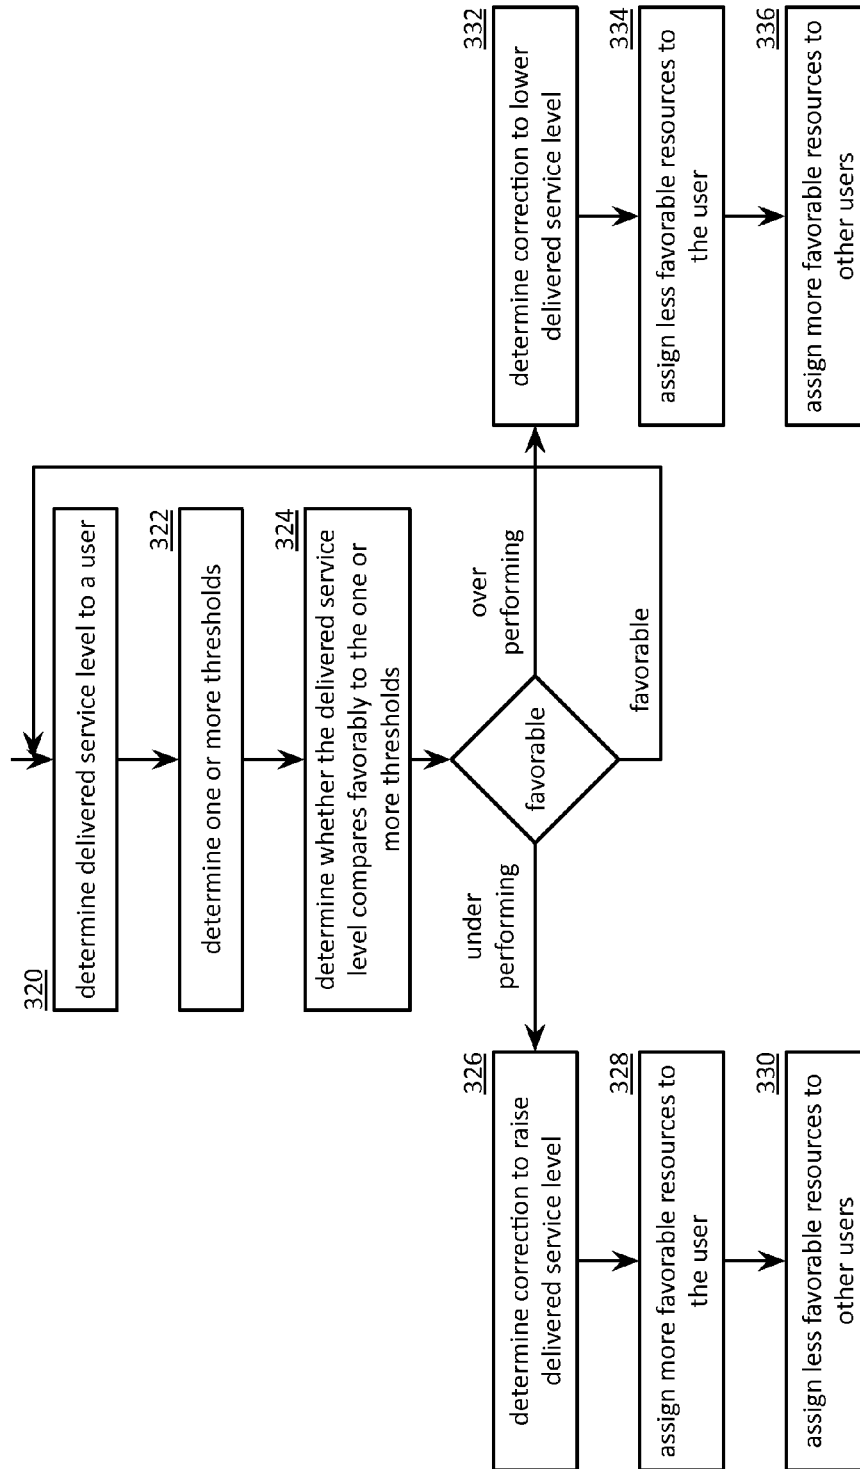 320
determine delivered service level to a user
322
determine one or more thresholds
324
determine whether the delivered service
level compares favorably to the one or
more thresholds
favorable
under
performing
over
performing
favorable
326
determine correction to raise
delivered service level
328
assign more favorable resources to
the user
330
assign less favorable resources to
other users
332
determine correction to lower
delivered service level
334
assign less favorable resources to
the user
336
assign more favorable resources to
other users